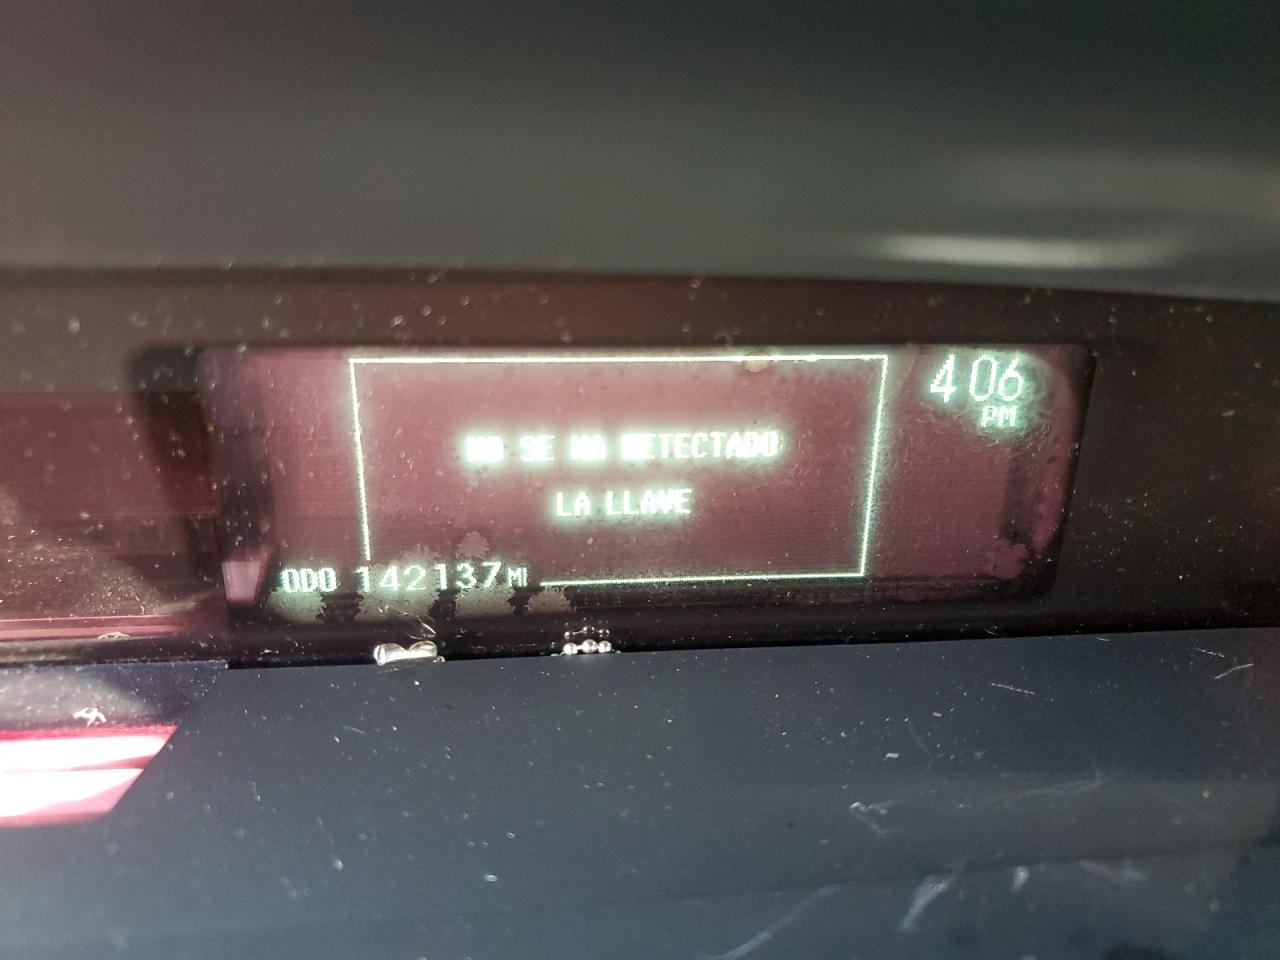 4 06
PM
NO SE HA DETECTADO
LA LLAVE
ODO 142137 MI